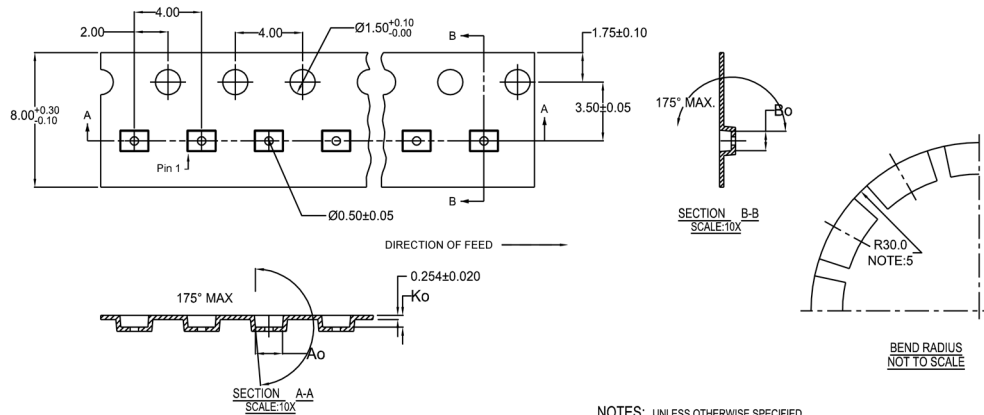 4.00
2.00
4.00
Ø1.50+0.10 -0.00
B
1.75±0.10
8.00+0.30 -0.10
A
A
3.50±0.05
Pin 1
B
Ø0.50±0.05
175° MAX.
Bo
SECTION B-B
SCALE:10X
DIRECTION OF FEED
R30.0
NOTE:5
BEND RADIUS
NOT TO SCALE
0.254±0.020
175° MAX
Ko
Ao
SECTION A-A
SCALE:10X
NOTES: UNLESS OTHERWISE SPECIFIED